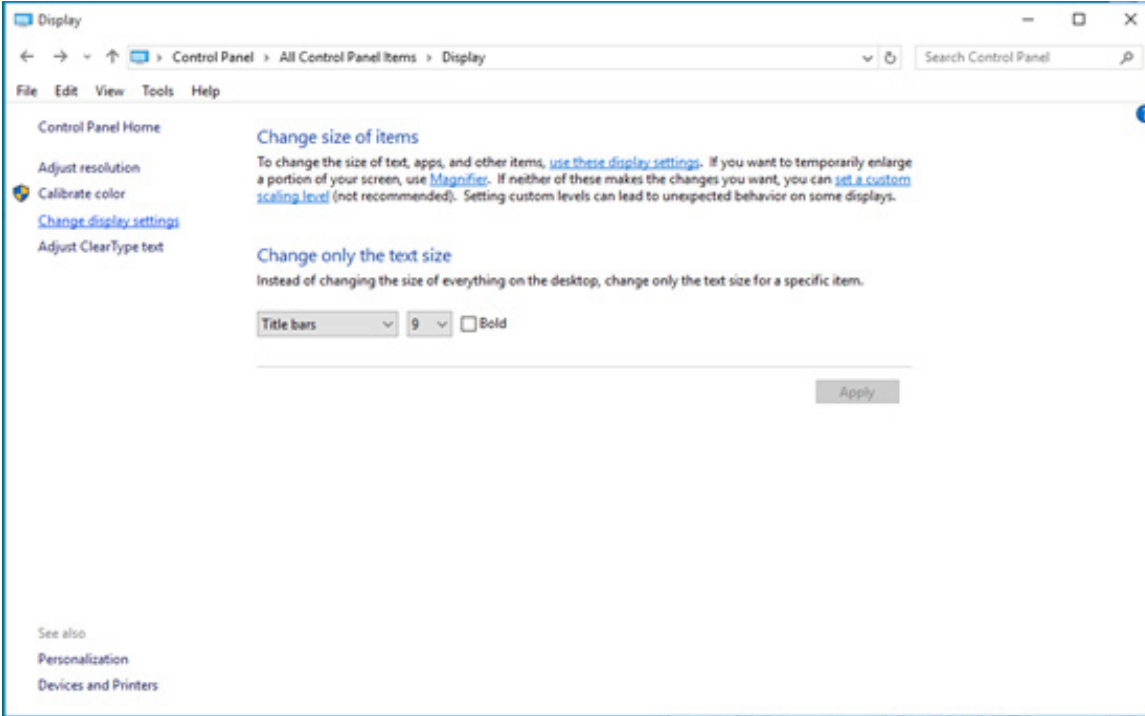 Display
Control Panel > All Control Panel Items > Display
Search Control Panel
File Edit View Tools Help
Control Panel Home
Adjust resolution
Calibrate color
Change display settings
Adjust ClearType text
Change size of items
To change the size of text, apps, and other items, use these display settings. If you want to temporarily enlarge
a portion of your screen, use Magnifier. If neither of these makes the changes you want, you can set a custom
scaling level (not recommended). Setting custom levels can lead to unexpected behavior on some displays.
Change only the text size
Instead of changing the size of everything on the desktop, change only the text size for a specific item.
Title bars 9 Bold
Apply
See also
Personalization
Devices and Printers